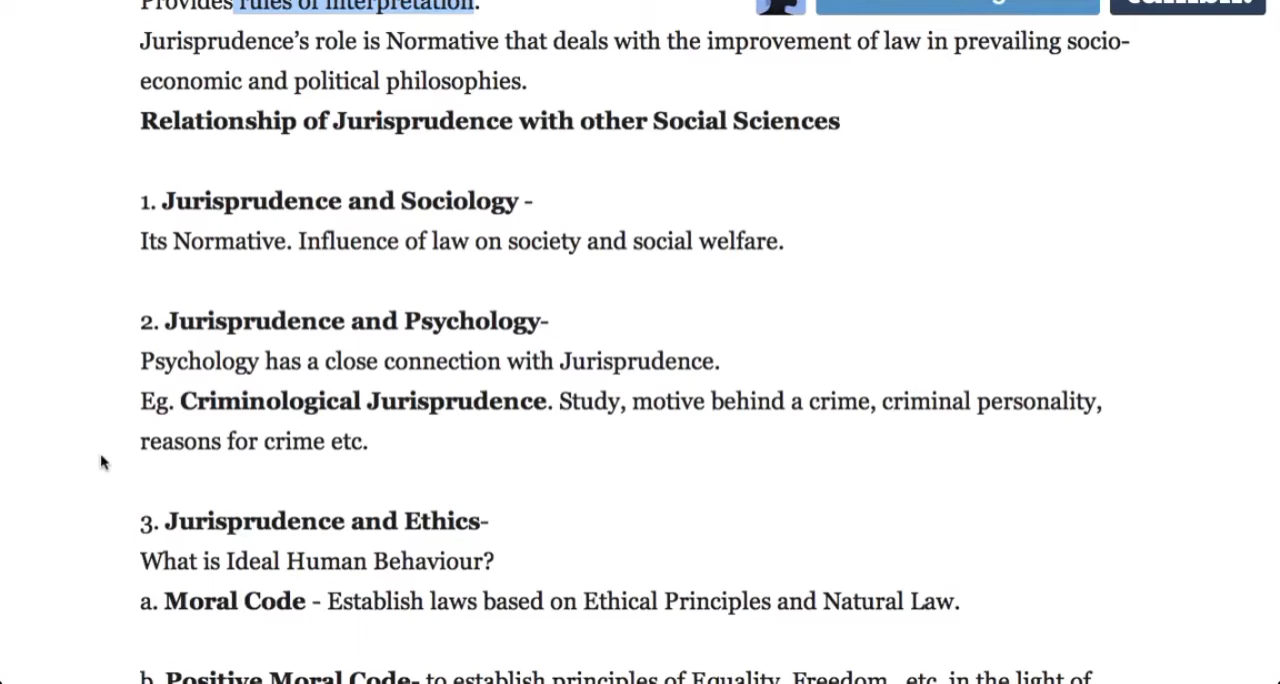 Provides rules of interpretation.
Jurisprudence’s role is Normative that deals with the improvement of law in prevailing socio-
economic and political philosophies.
Relationship of Jurisprudence with other Social Sciences
1. Jurisprudence and Sociology -
Its Normative. Influence of law on society and social welfare.
2. Jurisprudence and Psychology-
Psychology has a close connection with Jurisprudence.
Eg. Criminological Jurisprudence. Study, motive behind a crime, criminal personality,
reasons for crime etc.
3. Jurisprudence and Ethics-
What is Ideal Human Behaviour?
a. Moral Code - Establish laws based on Ethical Principles and Natural Law.
b. Positive Moral Code- to establish principles of Equality, Freedom, etc. in the light of